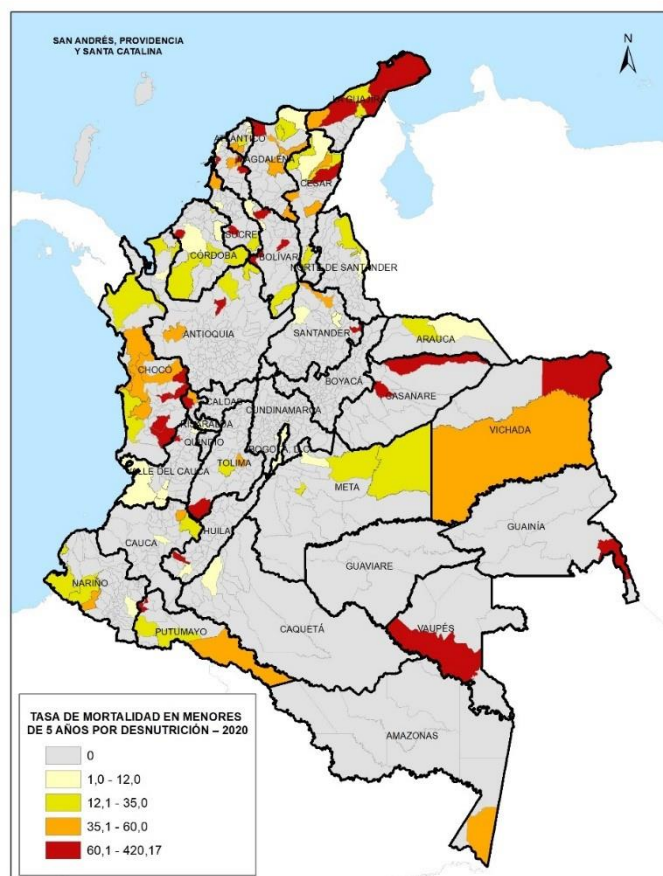 SAN ANDRÉS, PROVIDENCIA
Y SANTA CATALINA
N
LA GUAJIRA
ATLÁNTICO
MAGDALENA
CESAR
SUCRE
CÓRDOBA
BOLÍVAR
NORTE DE SANTANDER
ANTIOQUIA
SANTANDER
ARAUCA
CHOCÓ
BOYACÁ
CASANARE
CALDAS
CUNDINAMARCA
RISARALDA
VICHADA
QUINDÍO
BOGOTÁ, D.C.
VALLE DEL CAUCA
TOLIMA
META
HUILA
GUAINÍA
CAUCA
GUAVIARE
NARIÑO
VAUPÉS
PUTUMAYO
CAQUETÁ
AMAZONAS
TASA DE MORTALIDAD EN MENORES
DE 5 AÑOS POR DESNUTRICIÓN – 2020
0
1,0 - 12,0
12,1 - 35,0
35,1 - 60,0
60,1 - 420,17